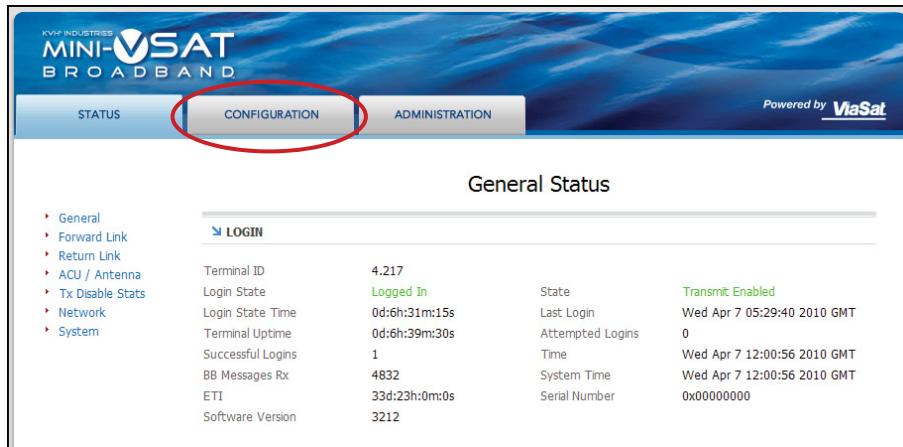 KVH INDUSTRIES
MINI-VSAT
BROADBAND
STATUS
CONFIGURATION
ADMINISTRATION
Powered by ViaSat
General Status
General
Forward Link
Return Link
ACU / Antenna
Tx Disable Stats
Network
System
LOGIN
Terminal ID 4.217
Login State Logged In State Transmit Enabled
Login State Time 0d:6h:31m:15s Last Login Wed Apr 7 05:29:40 2010 GMT
Terminal Uptime 0d:6h:39m:30s Attempted Logins 0
Successful Logins 1 Time Wed Apr 7 12:00:56 2010 GMT
BB Messages Rx 4832 System Time Wed Apr 7 12:00:56 2010 GMT
ETI 33d:23h:0m:0s Serial Number 0x00000000
Software Version 3212